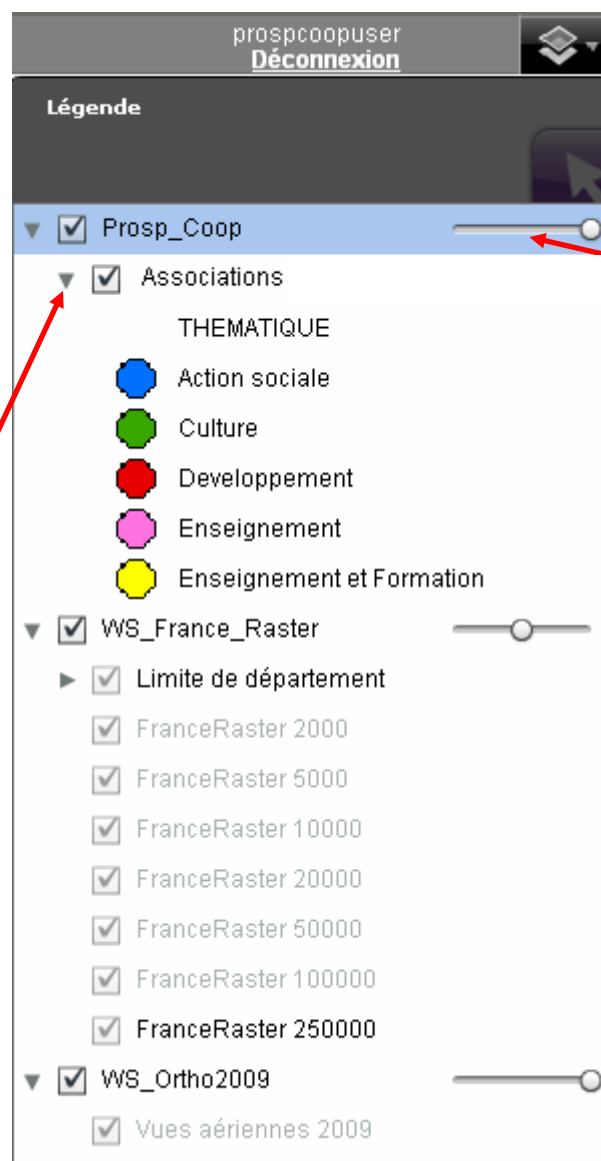 prospcoopuser
Déconnexion
Légende
Prosp_Coop
Associations
THEMATIQUE
Action sociale
Culture
Developpement
Enseignement
Enseignement et Formation
WS_France_Raster
Limite de département
FranceRaster 2000
FranceRaster 5000
FranceRaster 10000
FranceRaster 20000
FranceRaster 50000
FranceRaster 100000
FranceRaster 250000
WS_Ortho2009
Vues aériennes 2009